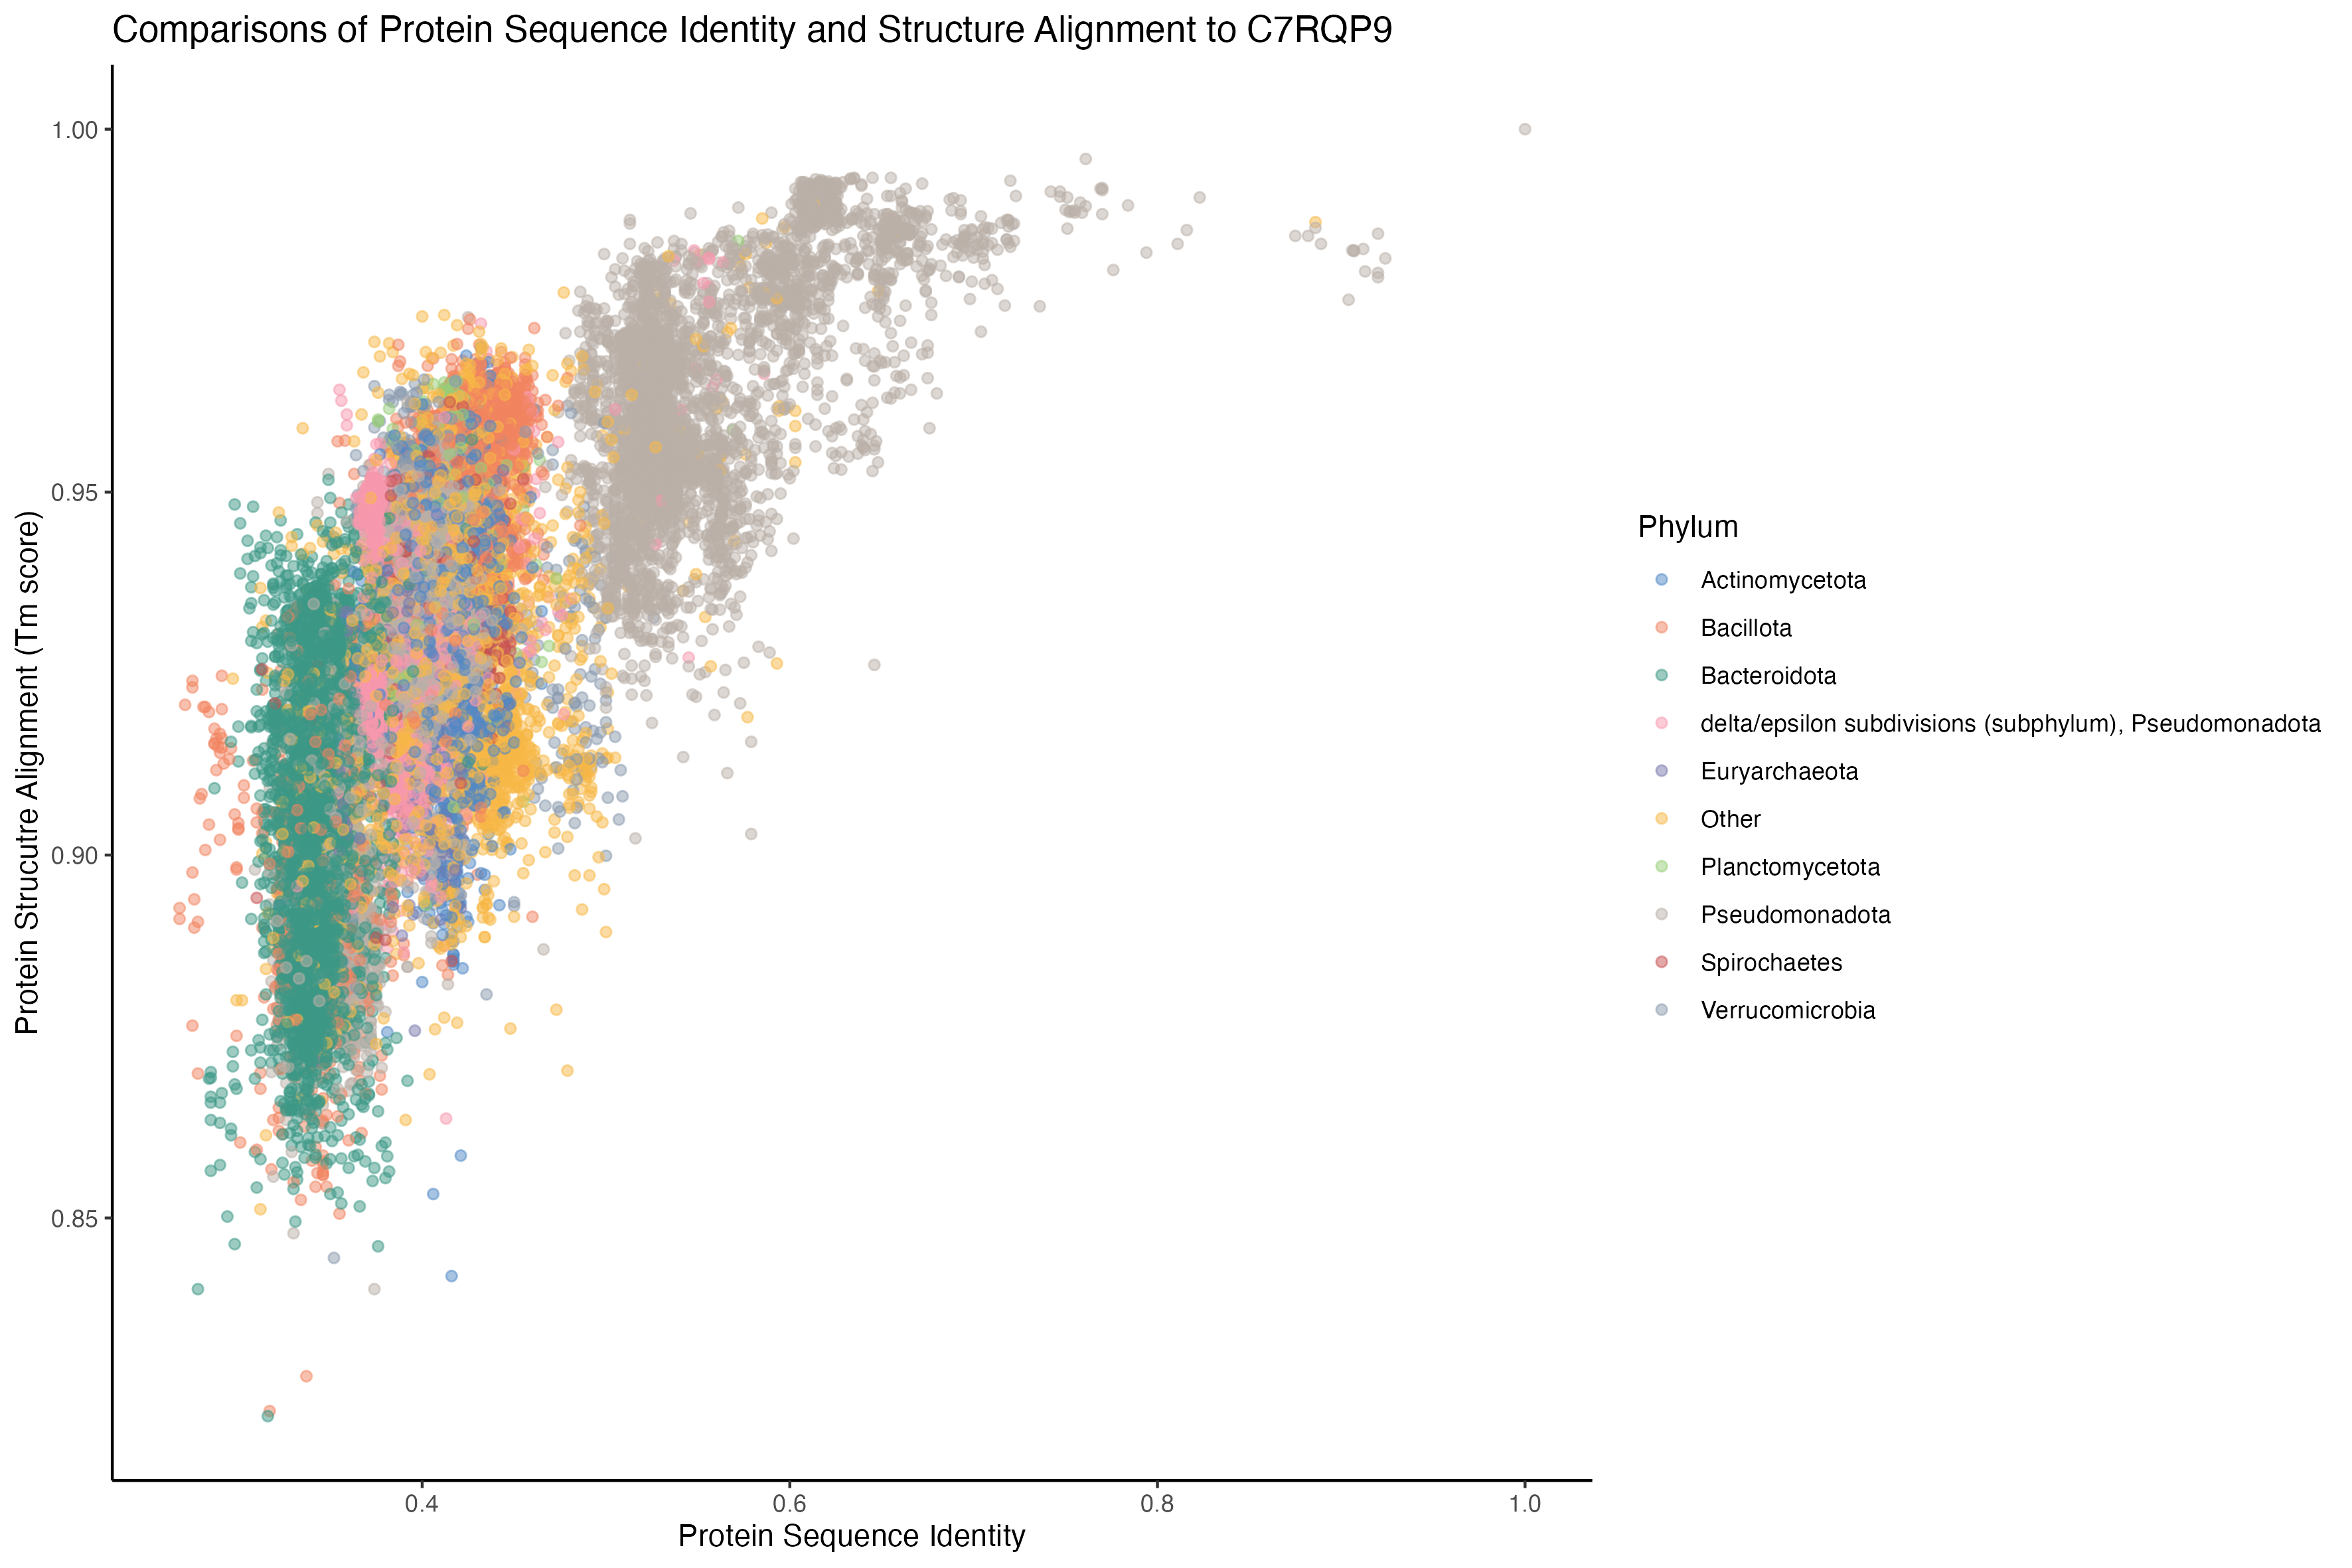 Comparisons of Protein Sequence Identity and Structure Alignment to C7RQP9
Protein Strucutre Alignment (Tm score)
1.00
0.95
0.90
0.85
0.4
0.6
0.8
1.0
Protein Sequence Identity
Phylum
Actinomycetota
Bacillota
Bacteroidota
delta/epsilon subdivisions (subphylum), Pseudomonadota
Euryarchaeota
Other
Planctomycetota
Pseudomonadota
Spirochaetes
Verrucomicrobia